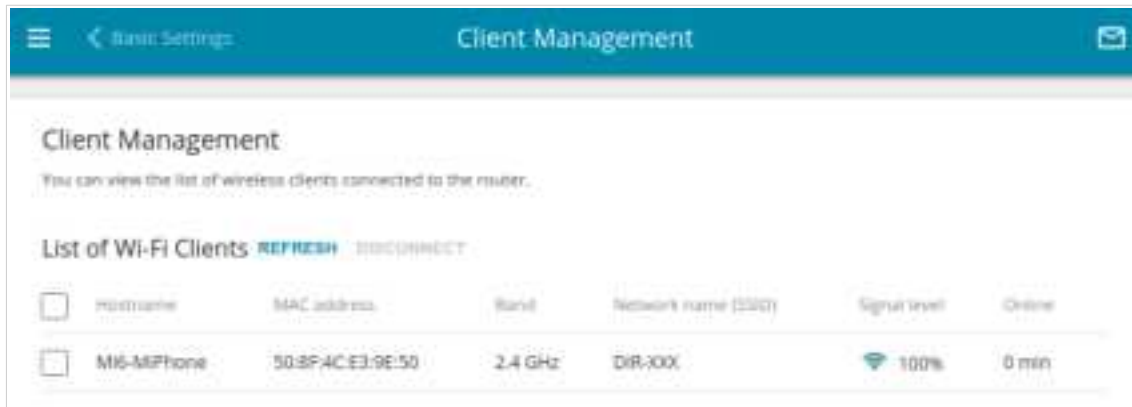 Basic Settings Client Management
Client Management
You can view the list of wireless clients connected to the router.
List of Wi-Fi Clients REFRESH DISCONNECT
Hostname MAC address Band Network name (SSID) Signal level Online
MI6-MiPhone 50:8F:4C:E3:9E:50 2.4 GHz DIR-XXX 100% 0 min